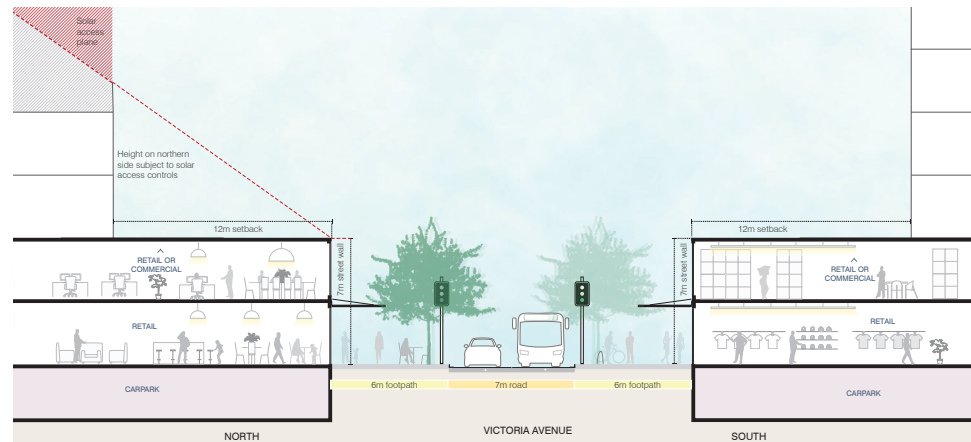 Solar
access
plane
Height on northern
side subject to solar
access controls
12m setback
12m setback
7m street wall
7m street wall
RETAIL OR
COMMERCIAL
RETAIL OR
COMMERCIAL
RETAIL
RETAIL
CARPARK
6m footpath
7m road
6m footpath
CARPARK
NORTH
VICTORIA AVENUE
SOUTH